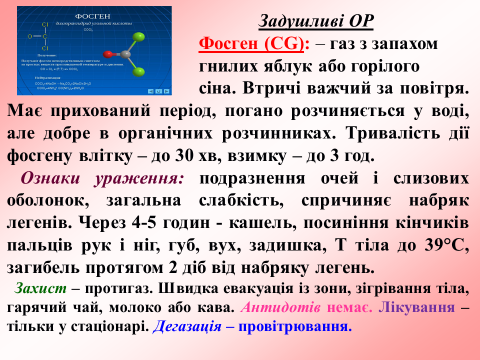 ФОСГЕН
COCl₂
Задушливі ОР
Фосген (CG): – газ з запахом
гнилих яблук або горілого
сіна. Втричі важчий за повітря.
Має прихований період, погано розчиняється у воді,
але добре в органічних розчинниках. Тривалість дії
фосгену влітку – до 30 хв, взимку – до 3 год.
Ознаки ураження: подразнення очей і слизових
оболонок, загальна слабкість, спричиняє набряк
легенів. Через 4-5 годин - кашель, посиніння кінчиків
пальців рук і ніг, губ, вух, задишка, Т тіла до 39°С,
загибель протягом 2 діб від набряку легень.
Захист – протигаз. Швидка евакуація із зони, зігрівання тіла,
гарячий чай, молоко або кава. Антидотів немає. Лікування –
тільки у стаціонарі. Дегазація – провітрювання.